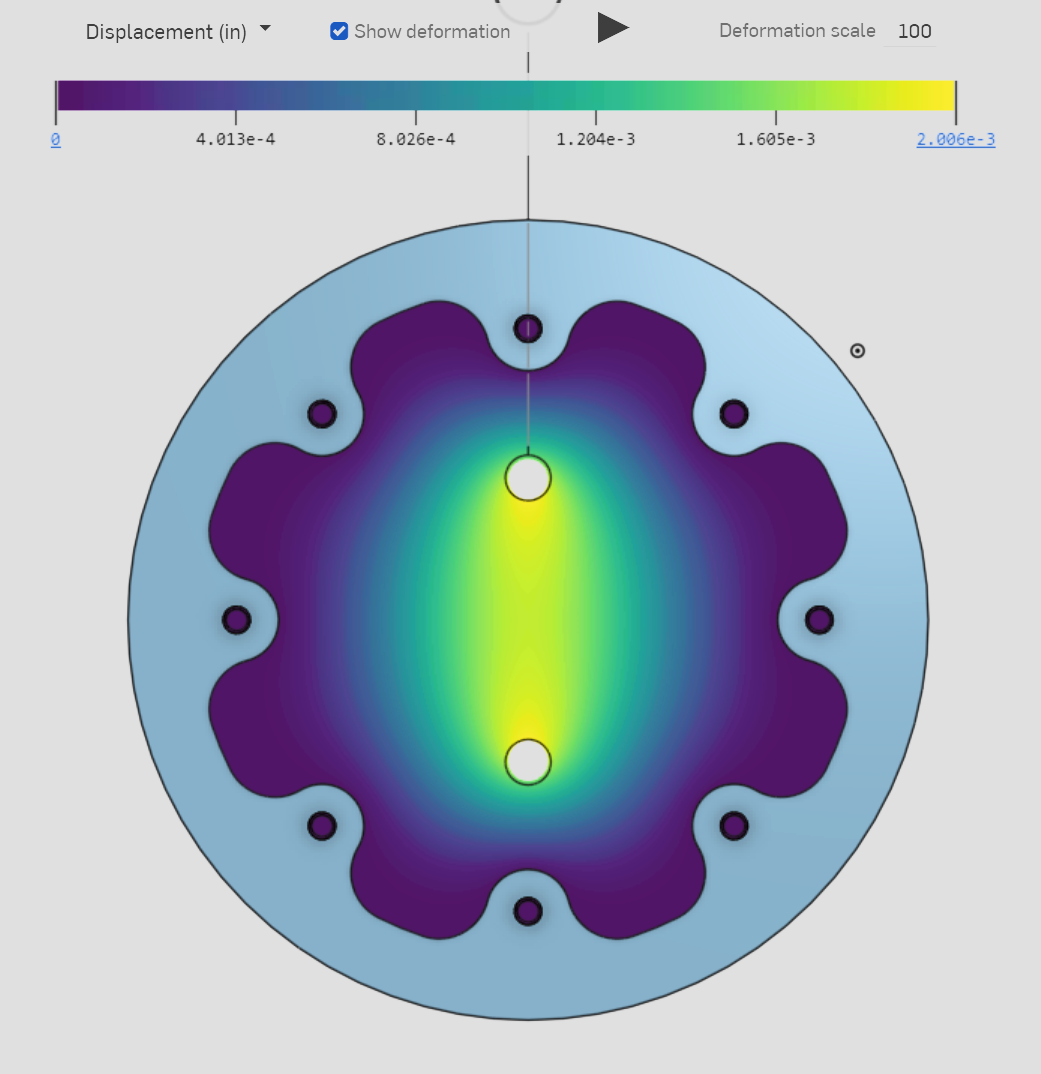 Displacement (in) Show deformation Deformation scale 100
0 4.013e-4 8.026e-4 1.204e-3 1.605e-3 2.006e-3